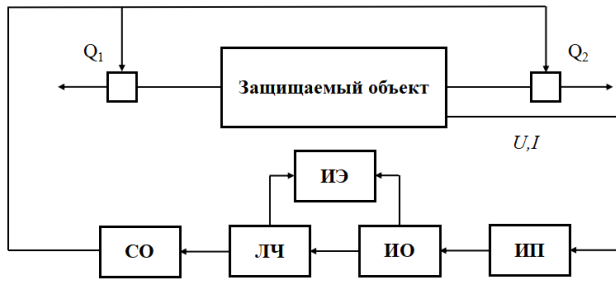 Q1
Q2
Защищаемый объект
U,I
ИЭ
СО
ЛЧ
ИО
ИП